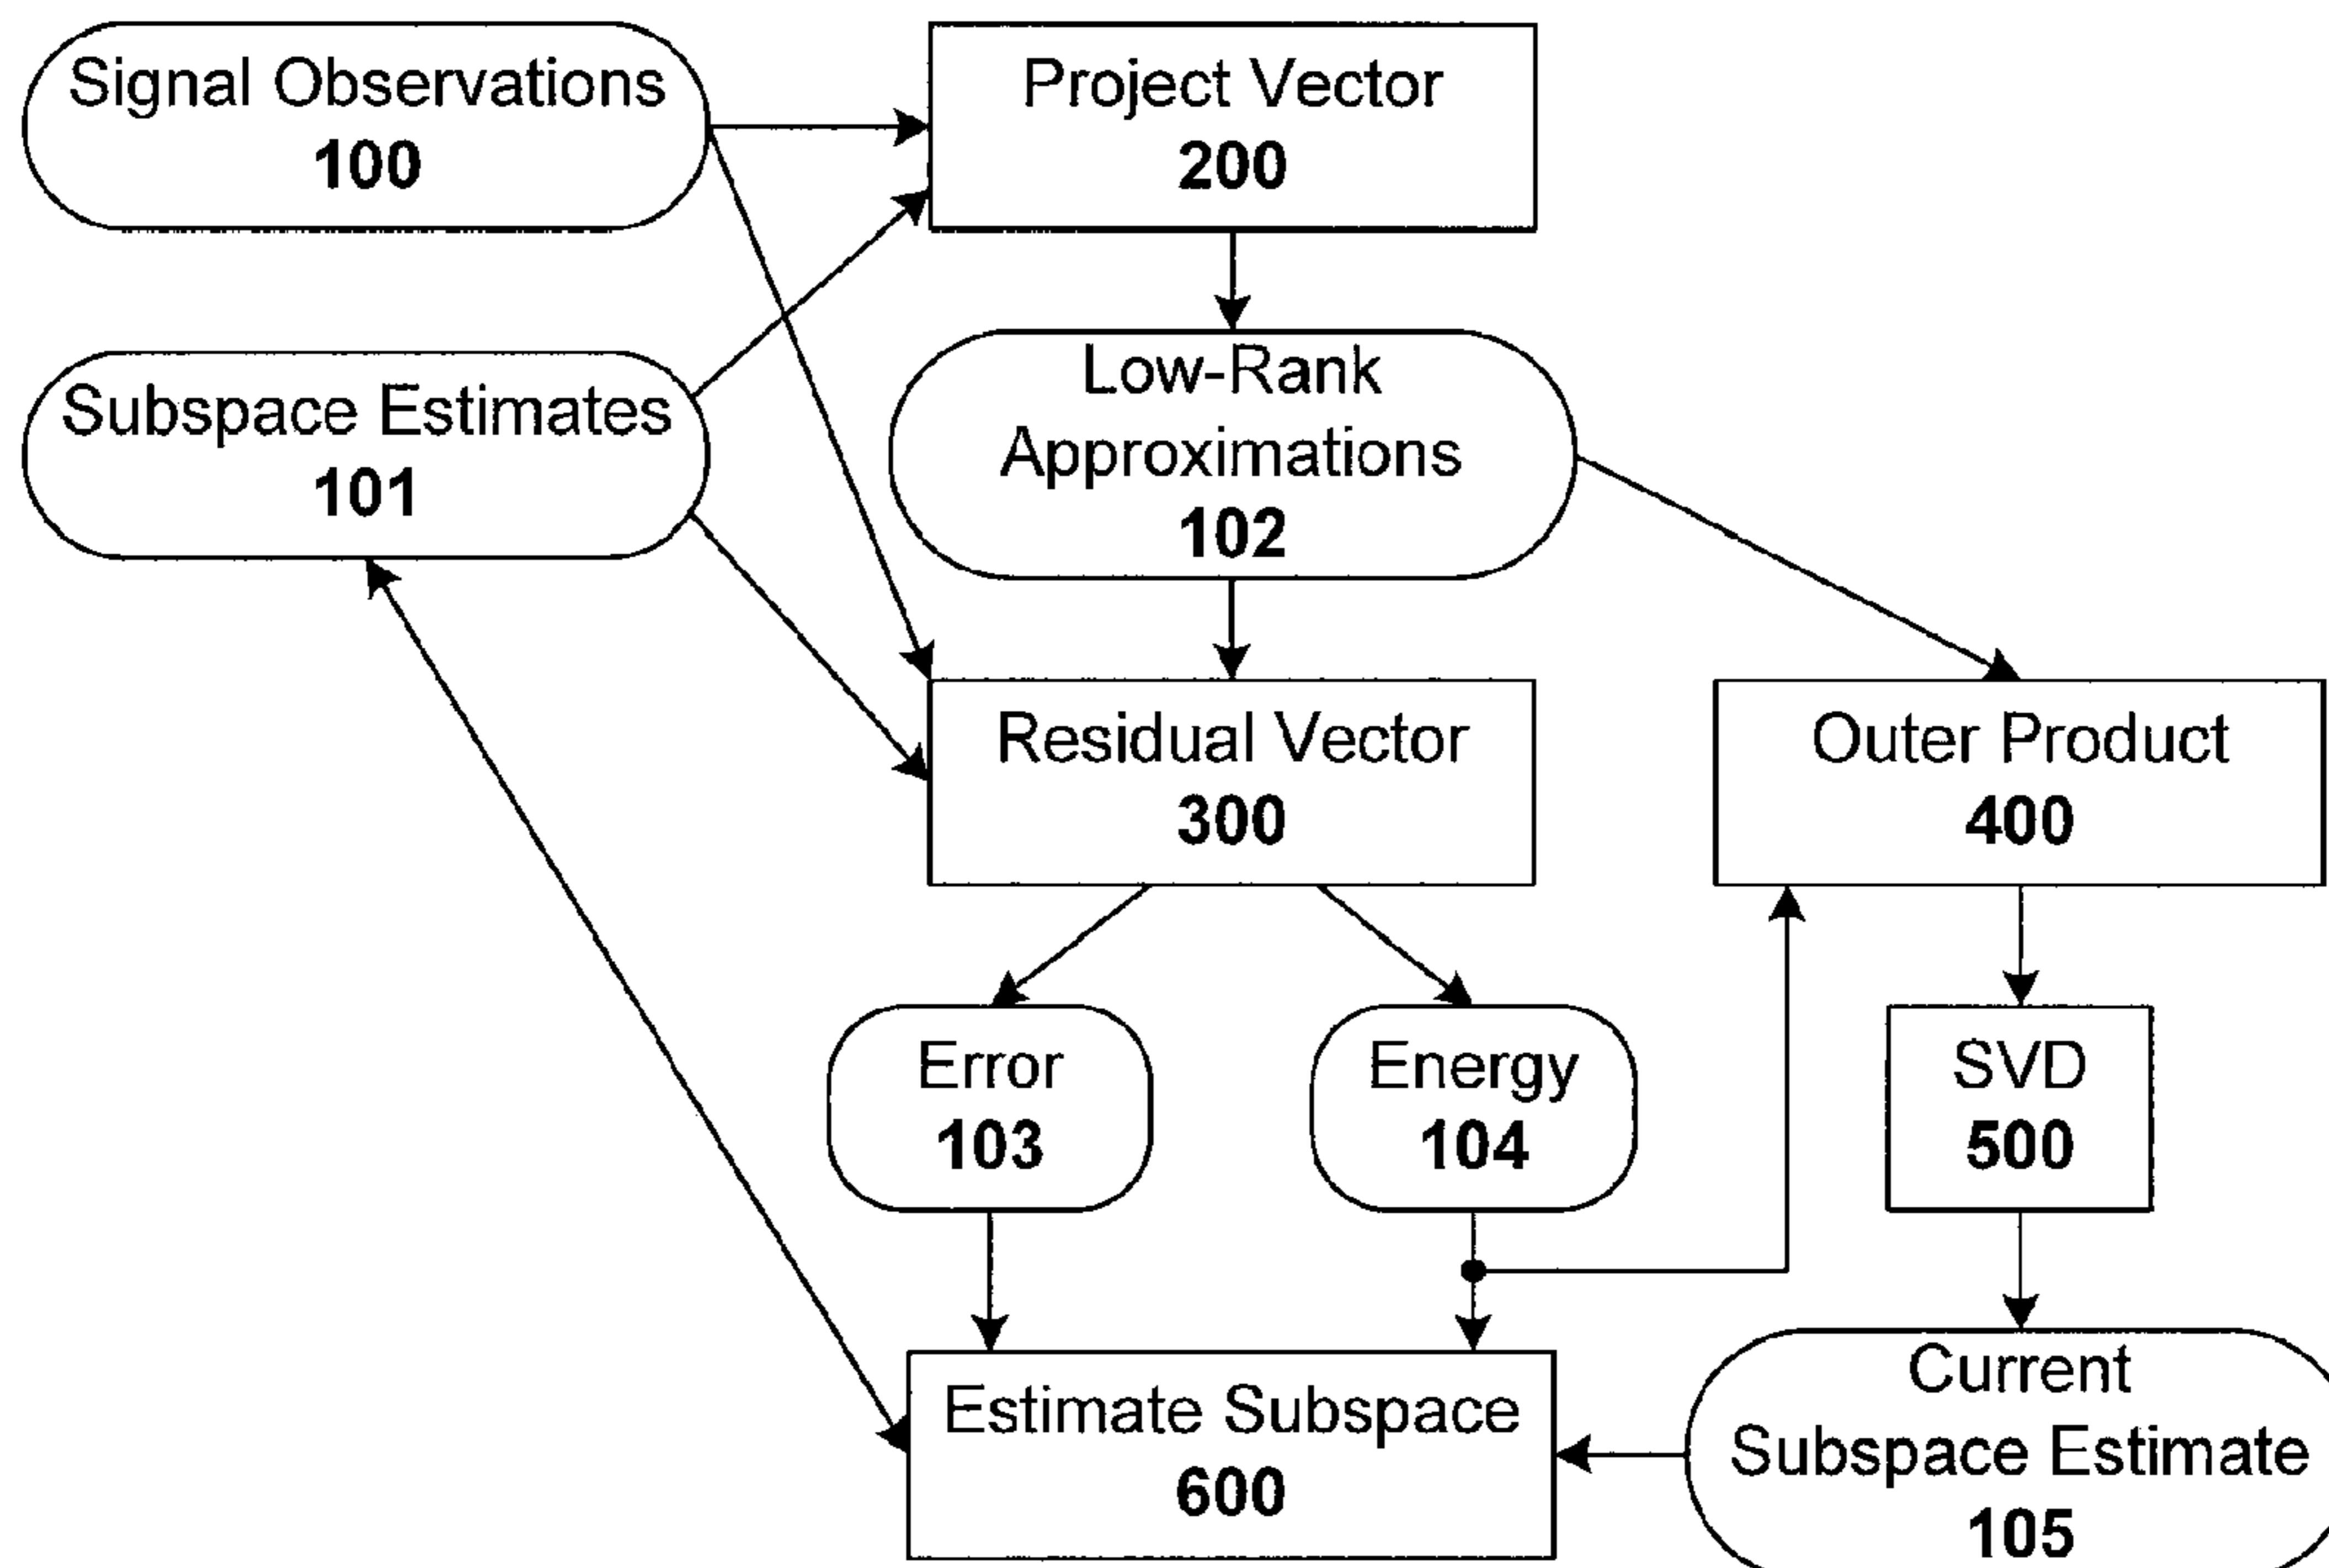 Signal Observations
100
Project Vector
200
Subspace Estimates
101
Low-Rank
Approximations
102
Residual Vector
300
Outer Product
400
Error
103
Energy
104
SVD
500
Estimate Subspace
600
Current
Subspace Estimate
105